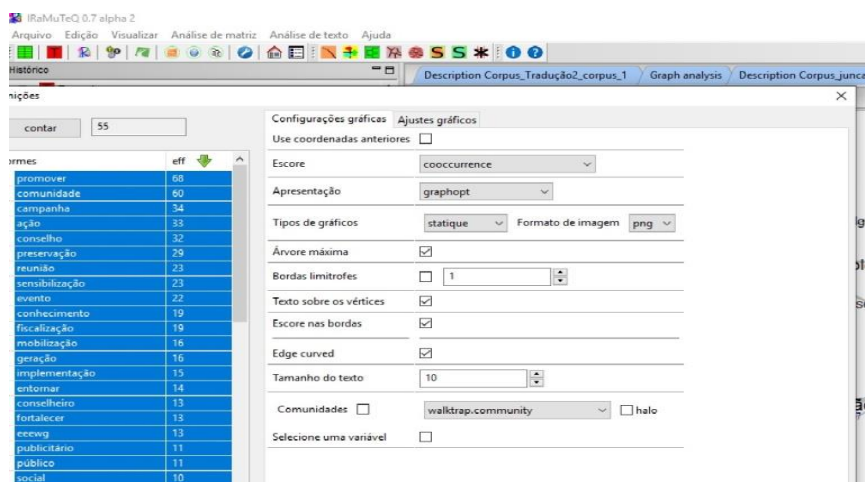 IRaMuTeQ 0.7 alpha 2
Arquivo Edição Visualizar Análise de matriz Análise de texto Ajuda
Histórico
Description Corpus_Tradução2_corpus_1 Graph analysis Description Corpus_junca
nições
contar 55
ormes eff
promover 68
comunidade 60
campanha 34
ação 33
conselho 32
preservação 29
reunião 23
sensibilização 23
evento 22
conhecimento 19
fiscalização 19
mobilização 16
geração 16
implementação 15
entornar 14
conselheiro 13
fortalecer 13
eeewg 13
publicitário 11
público 11
social 10
Configurações gráficas Ajustes gráficos
Use coordenadas anteriores
Escore cooccurrence
Apresentação graphopt
Tipos de gráficos statique Formato de imagem png
Árvore máxima
Bordas limitrofes 1
Texto sobre os vértices
Escore nas bordas
Edge curved
Tamanho do texto 10
Comunidades walktrap.community halo
Selecione uma variável